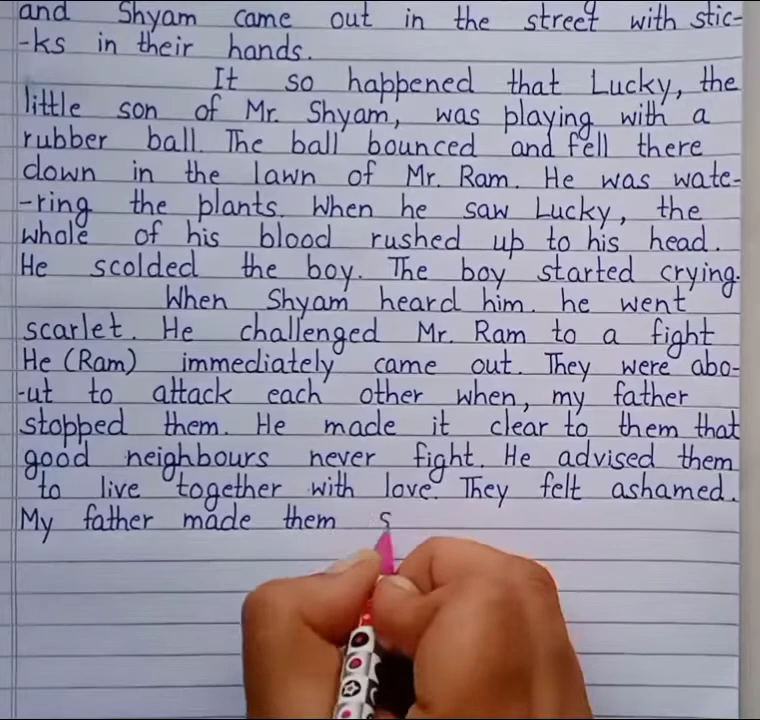 and Shyam came out in the street with stic-
-ks in their hands.
It so happened that Lucky, the
little son of Mr. Shyam, was playing with a
rubber ball. The ball bounced and fell there
down in the lawn of Mr. Ram. He was wate-
-ring the plants. When he saw Lucky, the
whole of his blood rushed up to his head.
He scolded the boy. The boy started crying.
When Shyam heard him. he went
scarlet. He challenged Mr. Ram to a fight
He (Ram) immediately came out. They were abo-
-ut to attack each other when, my father
stopped them. He made it clear to them that
good neighbours never fight. He advised them
to live together with love. They felt ashamed.
My father made them s